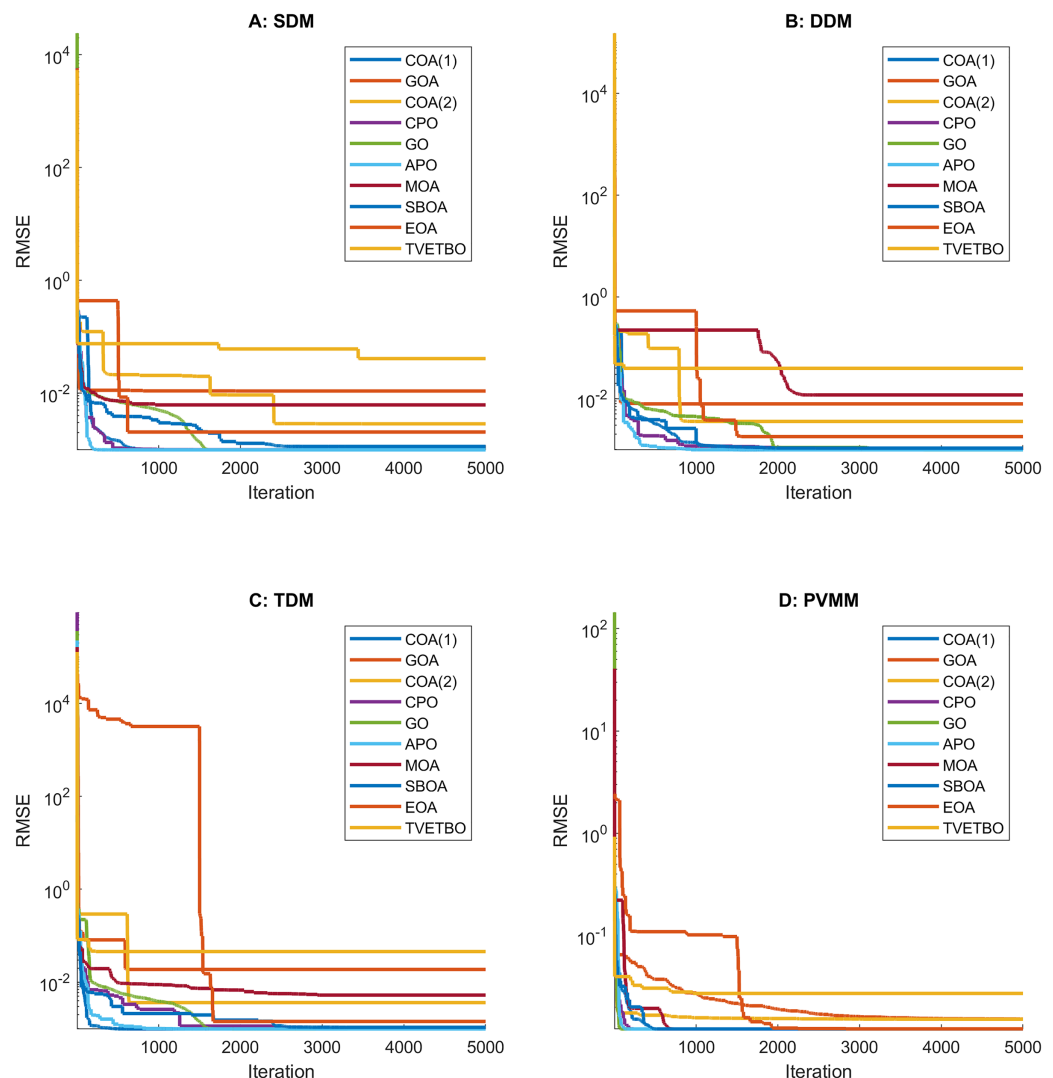 A: SDM
RMSE
10^4
10^2
10^0
10^-2
COA(1)
GOA
COA(2)
CPO
GO
APO
MOA
SBOA
EOA
TVETBO
1000 2000 3000 4000 5000
Iteration
B: DDM
RMSE
10^4
10^2
10^0
10^-2
COA(1)
GOA
COA(2)
CPO
GO
APO
MOA
SBOA
EOA
TVETBO
1000 2000 3000 4000 5000
Iteration
C: TDM
RMSE
10^4
10^2
10^0
10^-2
COA(1)
GOA
COA(2)
CPO
GO
APO
MOA
SBOA
EOA
TVETBO
1000 2000 3000 4000 5000
Iteration
D: PVMM
RMSE
10^2
10^1
10^0
10^-1
COA(1)
GOA
COA(2)
CPO
GO
APO
MOA
SBOA
EOA
TVETBO
1000 2000 3000 4000 5000
Iteration